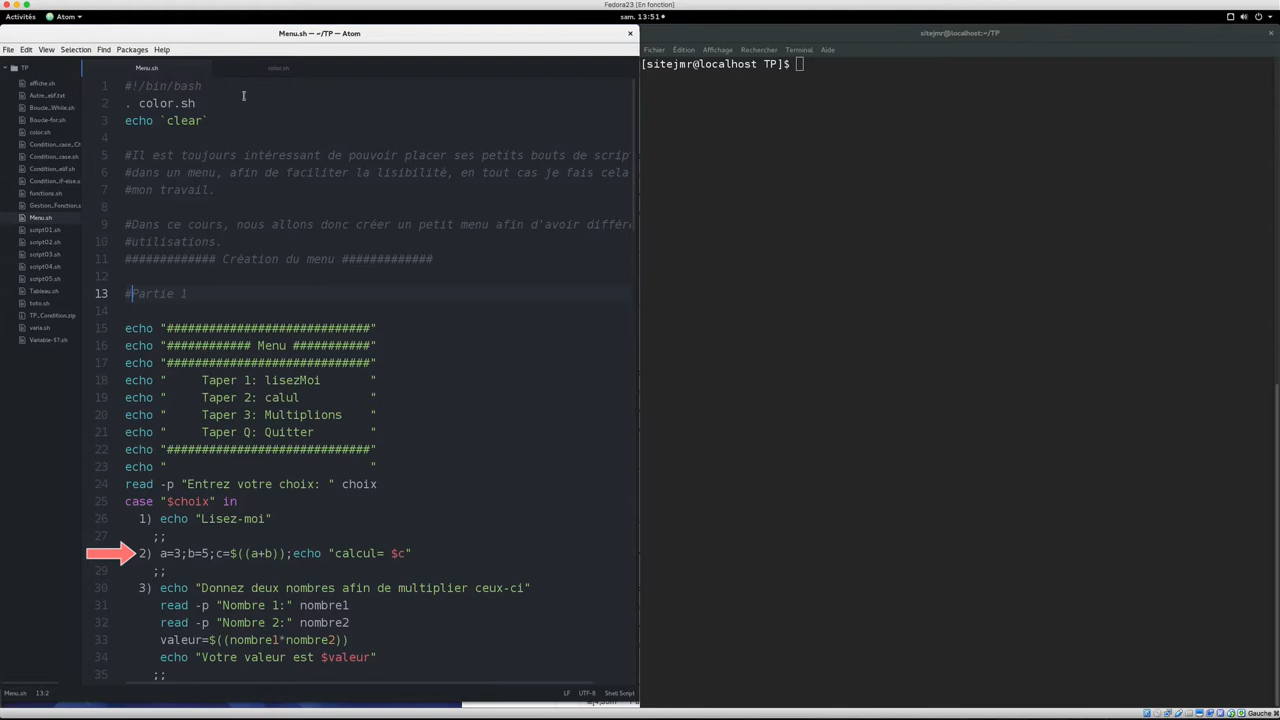 Fedora23 [En fonction]
Activités Atom
sam. 13:51
Menu.sh — ~/TP — Atom
sitejmr@localhost:~/TP
File Edit View Selection Find Packages Help
Fichier Édition Affichage Rechercher Terminal Aide
TP
affiche.sh
Autre_elif.txt
Boucle_While.sh
Boucle-for.sh
color.sh
Condition_case_Ch
Condition_case.sh
Condition_elif.sh
Condition_if-else.s
functions.sh
Gestion_Fonction.s
Menu.sh
script01.sh
script02.sh
script03.sh
script04.sh
script05.sh
Tableau.sh
toto.sh
TP_Condition.zip
varia.sh
Variable-$?.sh
Menu.sh color.sh
1 #!/bin/bash
2 . color.sh
3 echo `clear`
4
5 #Il est toujours intéressant de pouvoir placer ses petits bouts de scrip
6 #dans un menu, afin de faciliter la lisibilité, en tout cas je fais cela
7 #mon travail.
8
9 #Dans ce cours, nous allons donc créer un petit menu afin d'avoir différe
10 #utilisations.
11 ############# Création du menu #############
12
13 #Partie 1
14
15 echo "#############################"
16 echo "############ Menu ###########"
17 echo "#############################"
18 echo "     Taper 1: lisezMoi       "
19 echo "     Taper 2: calul          "
20 echo "     Taper 3: Multiplions    "
21 echo "     Taper Q: Quitter        "
22 echo "#############################"
23 echo "                             "
24 read -p "Entrez votre choix: " choix
25 case "$choix" in
26 1) echo "Lisez-moi"
27 ;;
2) a=3;b=5;c=$((a+b));echo "calcul= $c"
29 ;;
30 3) echo "Donnez deux nombres afin de multiplier ceux-ci"
31 read -p "Nombre 1:" nombre1
32 read -p "Nombre 2:" nombre2
33 valeur=$((nombre1*nombre2))
34 echo "Votre valeur est $valeur"
35 ;;
[sitejmr@localhost TP]$
Menu.sh 13:2
LF UTF-8 Shell Script
Gauche ⌘